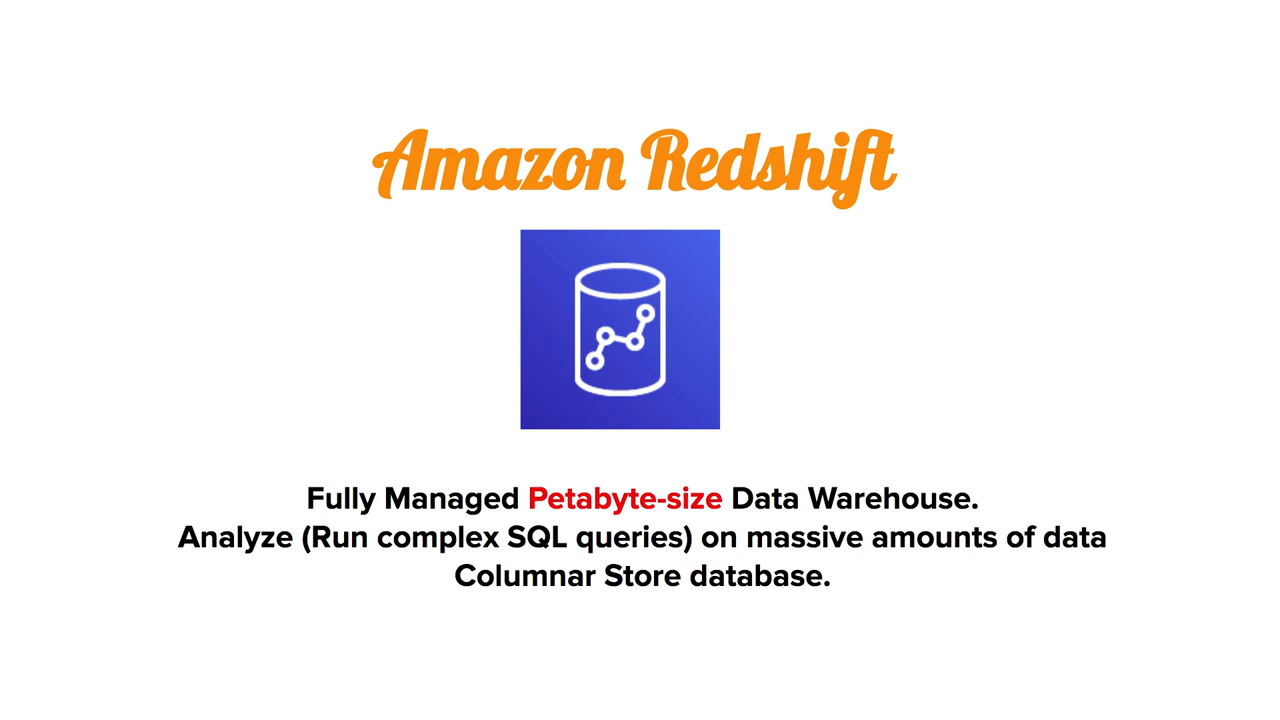 Amazon Redshift
Fully Managed Petabyte-size Data Warehouse.
Analyze (Run complex SQL queries) on massive amounts of data
Columnar Store database.